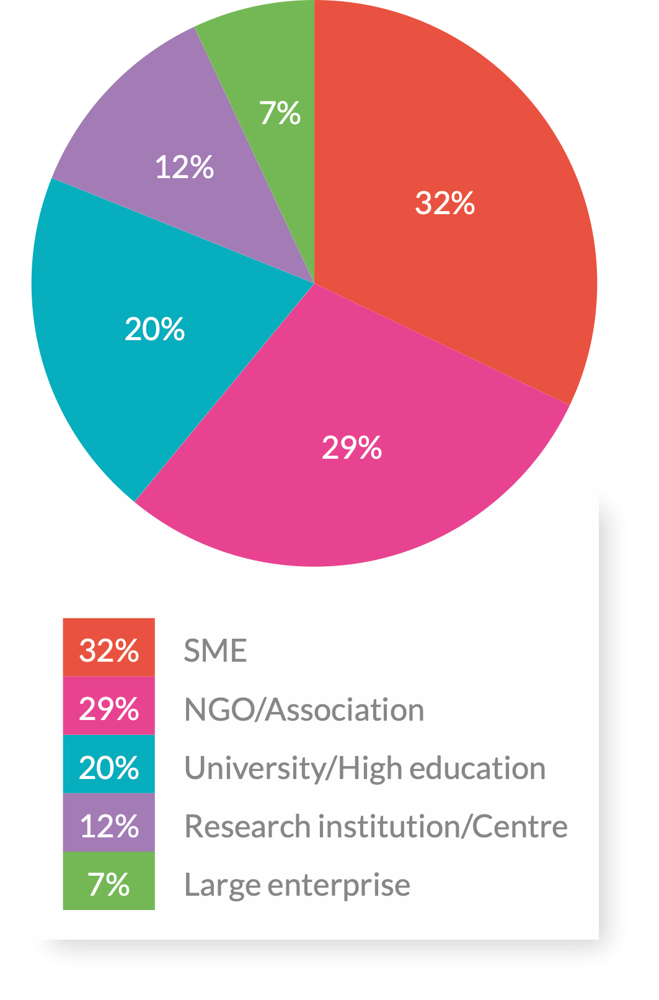 7%
12%
32%
20%
29%
32% SME
29% NGO/Association
20% University/High education
12% Research institution/Centre
7% Large enterprise